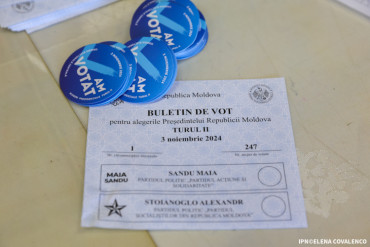 AM
VOTAT
AM
VOTAT
Republica Moldova
BULETIN DE VOT
pentru alegerile Președintelui Republicii Moldova
TURUL II
3 noiembrie 2024
1
247
MAIA
SANDU
SANDU MAIA
PARTIDUL POLITIC „PARTIDUL ACȚIUNE ȘI
SOLIDARITATE”
STOIANOGLO ALEXANDR
PARTIDUL POLITIC „PARTIDUL
SOCIALIȘTILOR DIN REPUBLICA MOLDOVA”
IPN@ELENA COVALENCO